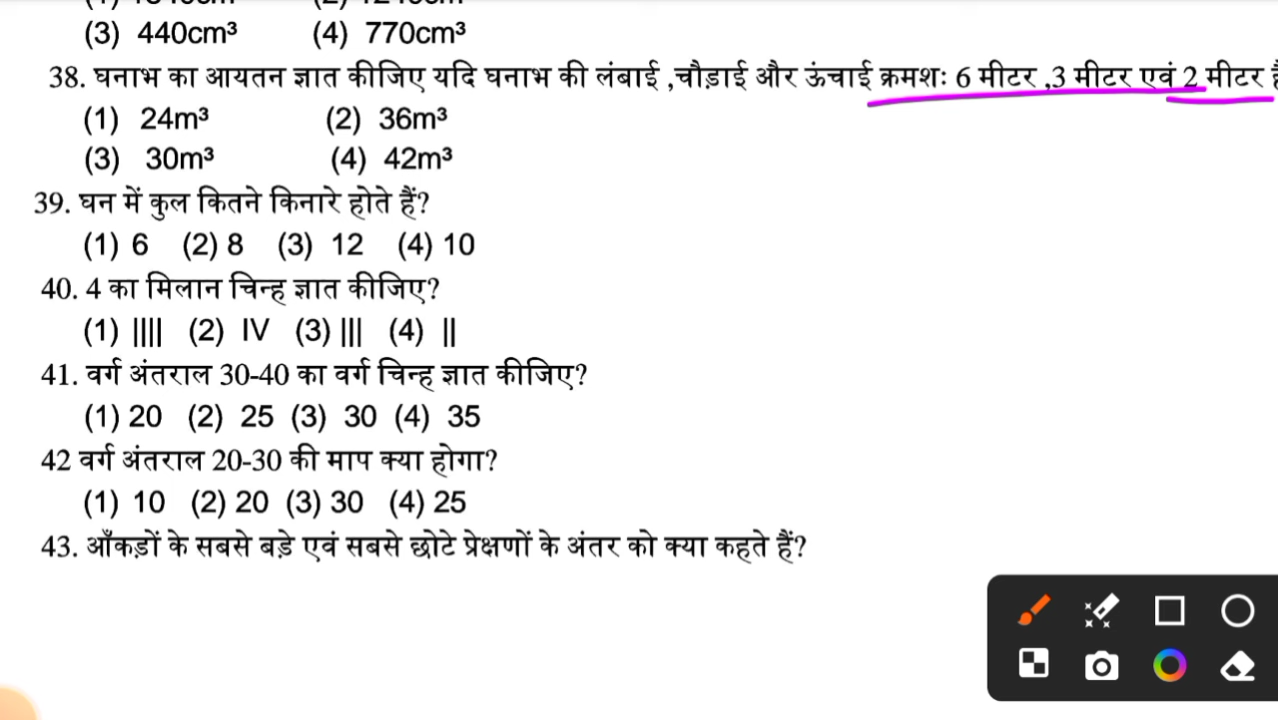 (3) 440cm³ (4) 770cm³
38. घनाभ का आयतन ज्ञात कीजिए यदि घनाभ की लंबाई ,चौड़ाई और ऊंचाई क्रमशः 6 मीटर ,3 मीटर एवं 2 मीटर
(1) 24m³ (2) 36m³
(3) 30m³ (4) 42m³
39. घन में कुल कितने किनारे होते हैं?
(1) 6 (2) 8 (3) 12 (4) 10
40. 4 का मिलान चिन्ह ज्ञात कीजिए?
(1) |||| (2) IV (3) ||| (4) ||
41. वर्ग अंतराल 30-40 का वर्ग चिन्ह ज्ञात कीजिए?
(1) 20 (2) 25 (3) 30 (4) 35
42 वर्ग अंतराल 20-30 की माप क्या होगा?
(1) 10 (2) 20 (3) 30 (4) 25
43. आँकड़ों के सबसे बड़े एवं सबसे छोटे प्रेक्षणों के अंतर को क्या कहते हैं?